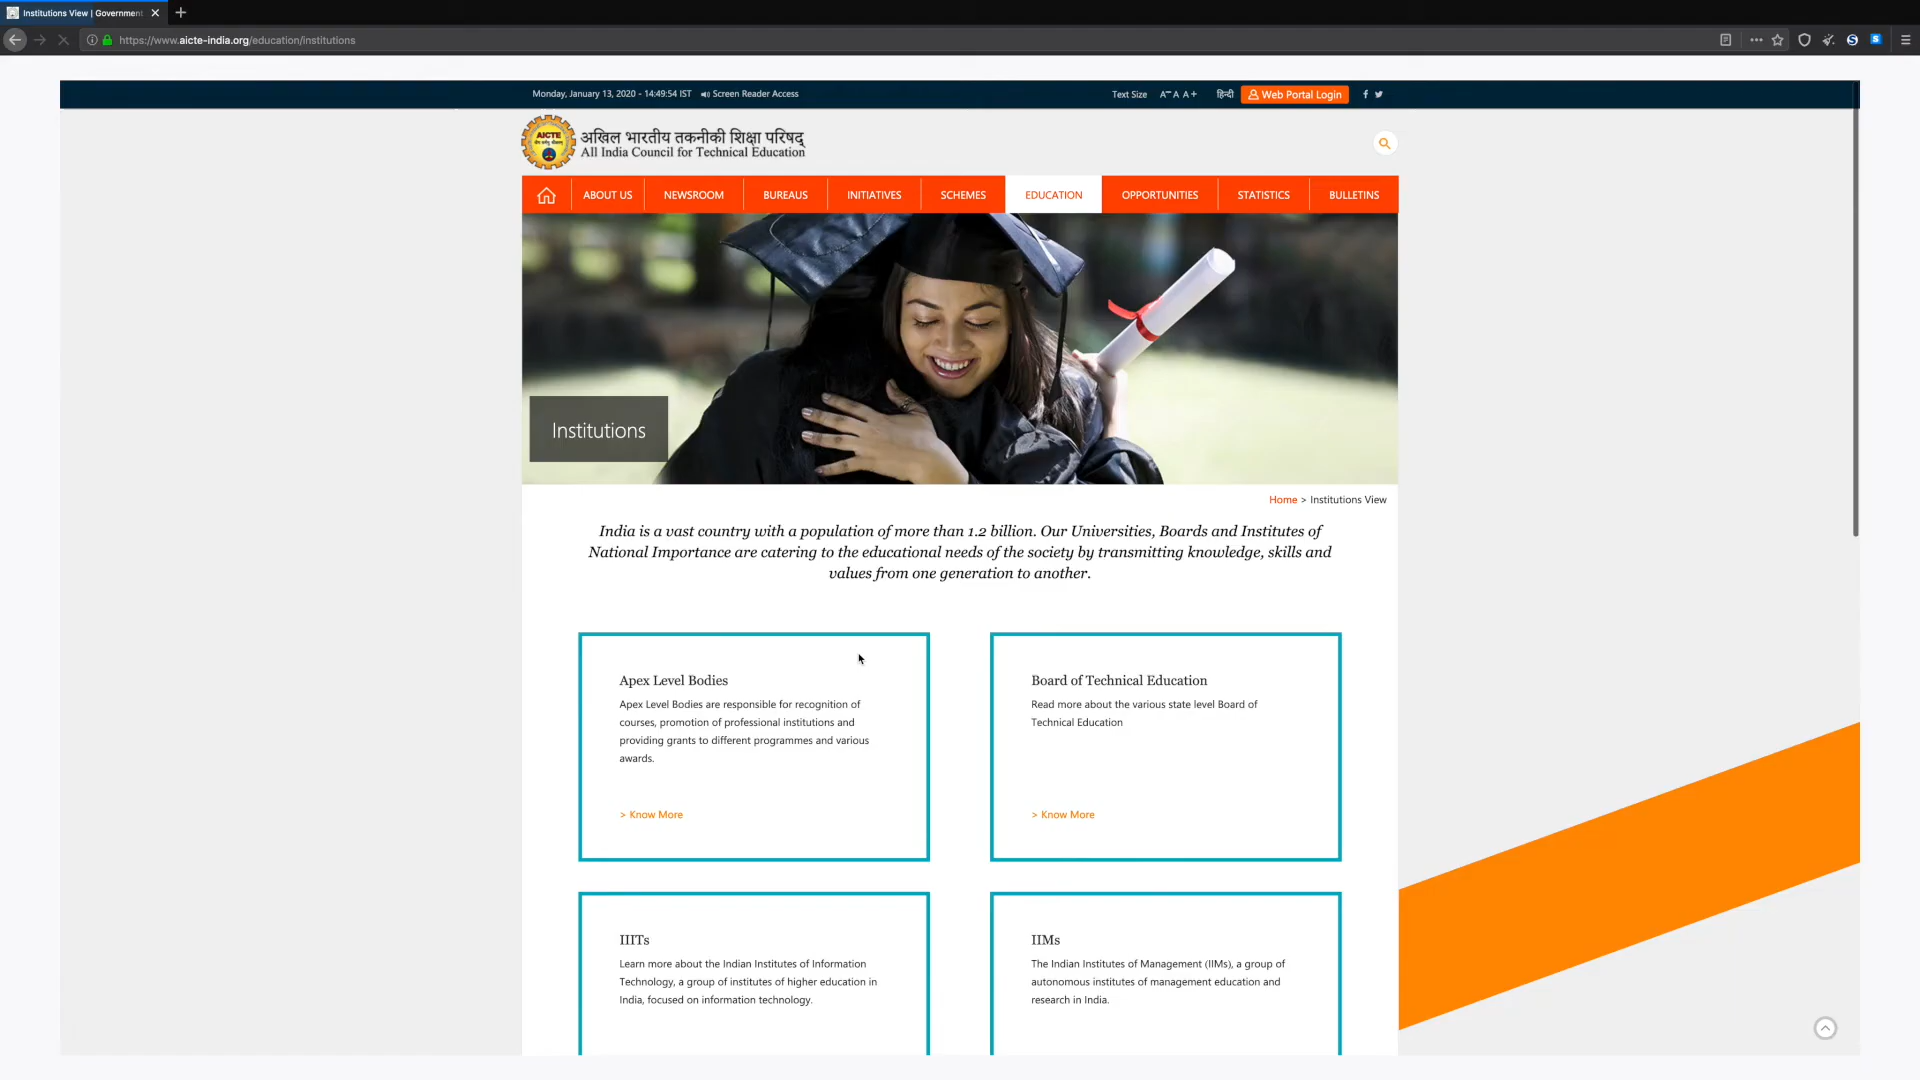 Institutions View | Government
https://www.aicte-india.org/education/institutions
Monday, January 13, 2020 - 14:49:54 IST Screen Reader Access
Text Size A- A A+ हिन्दी Web Portal Login
AICTE
अखिल भारतीय तकनीकी शिक्षा परिषद्
All India Council for Technical Education
ABOUT US NEWSROOM BUREAUS INITIATIVES SCHEMES EDUCATION OPPORTUNITIES STATISTICS BULLETINS
Institutions
Home > Institutions View
India is a vast country with a population of more than 1.2 billion. Our Universities, Boards and Institutes of
National Importance are catering to the educational needs of the society by transmitting knowledge, skills and
values from one generation to another.
Apex Level Bodies
Apex Level Bodies are responsible for recognition of
courses, promotion of professional institutions and
providing grants to different programmes and various
awards.
> Know More
Board of Technical Education
Read more about the various state level Board of
Technical Education
> Know More
IIITs
Learn more about the Indian Institutes of Information
Technology, a group of institutes of higher education in
India, focused on information technology.
IIMs
The Indian Institutes of Management (IIMs), a group of
autonomous institutes of management education and
research in India.